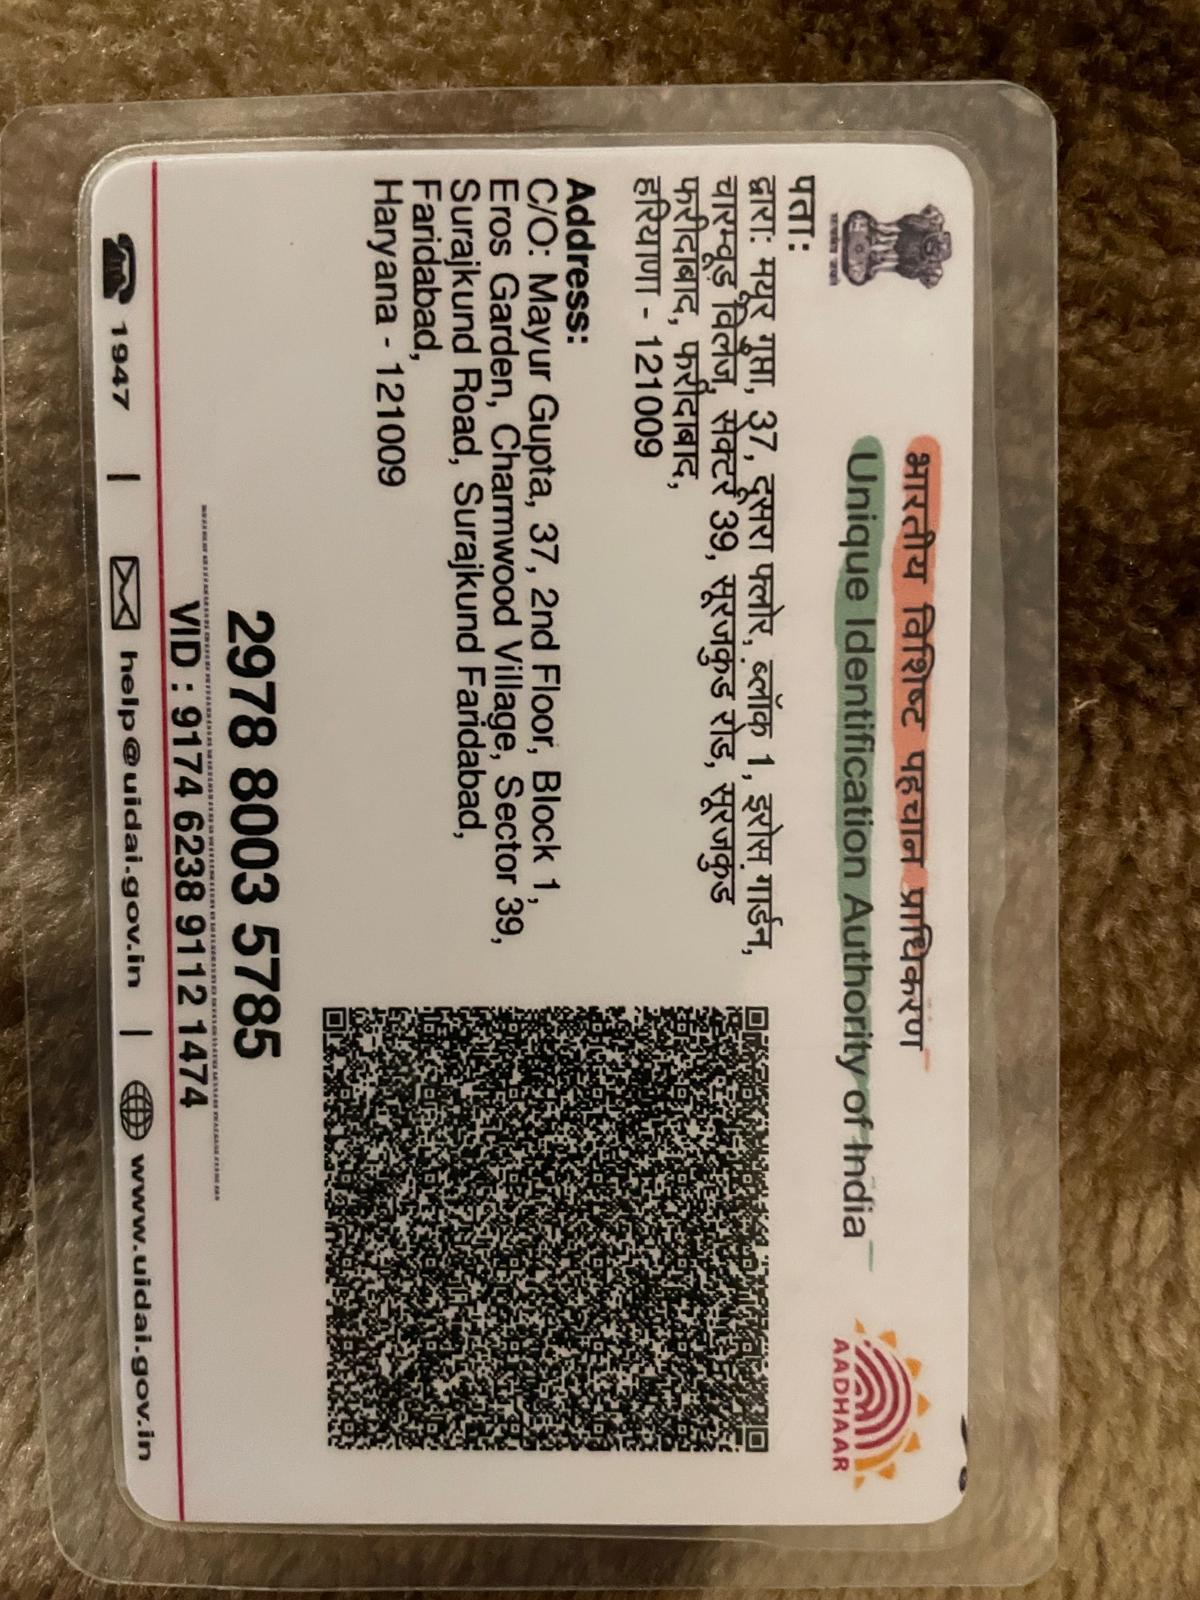 भारतीय विशिष्ट पहचान प्राधिकरण
Unique Identification Authority of India
AADHAAR
पता:
द्वारा: मयूर गुप्ता, 37, दूसरा फ्लोर, ब्लॉक 1, इरोस गार्डन,
चारम्वूड विलेज, सेक्टर 39, सूरजकुंड रोड, सूरजकुंड
फरीदाबाद, फरीदाबाद,
हरियाणा - 121009
Address:
C/O: Mayur Gupta, 37, 2nd Floor, Block 1,
Eros Garden, Charmwood Village, Sector 39,
Surajkund Road, Surajkund Faridabad,
Faridabad,
Haryana - 121009
2978 8003 5785
VID : 9174 6238 9112 1474
1947 | help@uidai.gov.in | www.uidai.gov.in